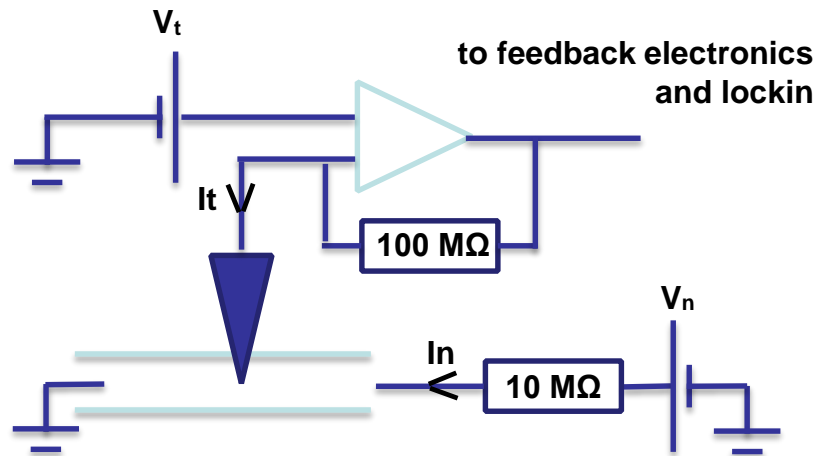 Vt
to feedback electronics
and lockin
It
100 MΩ
Vn
In
10 MΩ